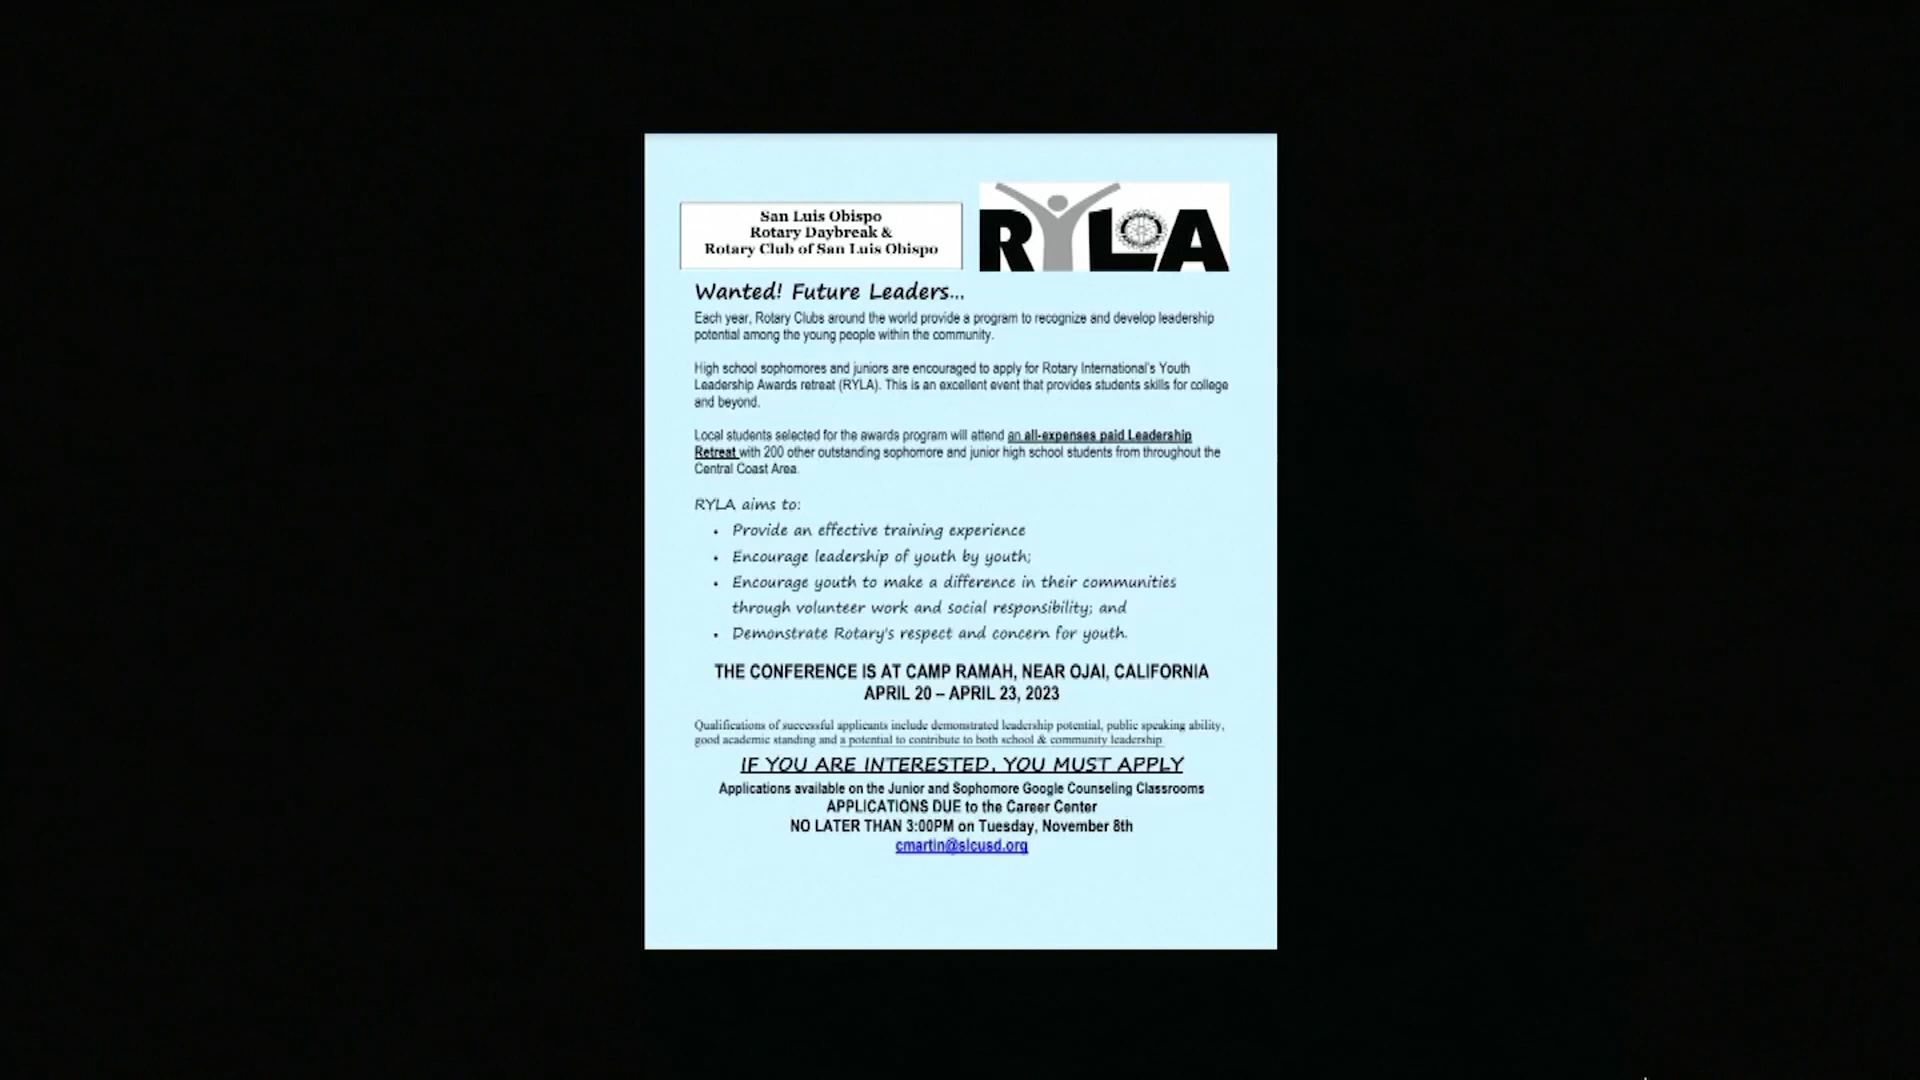 San Luis Obispo
Rotary Daybreak &
Rotary Club of San Luis Obispo
RYLA
Wanted! Future Leaders...
Each year, Rotary Clubs around the world provide a program to recognize and develop leadership
potential among the young people within the community.
High school sophomores and juniors are encouraged to apply for Rotary International's Youth
Leadership Awards retreat (RYLA). This is an excellent event that provides students skills for college
and beyond.
Local students selected for the awards program will attend an all-expenses paid Leadership
Retreat with 200 other outstanding sophomore and junior high school students from throughout the
Central Coast Area.
RYLA aims to:
• Provide an effective training experience
• Encourage leadership of youth by youth;
• Encourage youth to make a difference in their communities
through volunteer work and social responsibility; and
• Demonstrate Rotary's respect and concern for youth.
THE CONFERENCE IS AT CAMP RAMAH, NEAR OJAI, CALIFORNIA
APRIL 20 – APRIL 23, 2023
Qualifications of successful applicants include demonstrated leadership potential, public speaking ability,
good academic standing and a potential to contribute to both school & community leadership.
IF YOU ARE INTERESTED, YOU MUST APPLY
Applications available on the Junior and Sophomore Google Counseling Classrooms
APPLICATIONS DUE to the Career Center
NO LATER THAN 3:00PM on Tuesday, November 8th
cmartin@slcusd.org